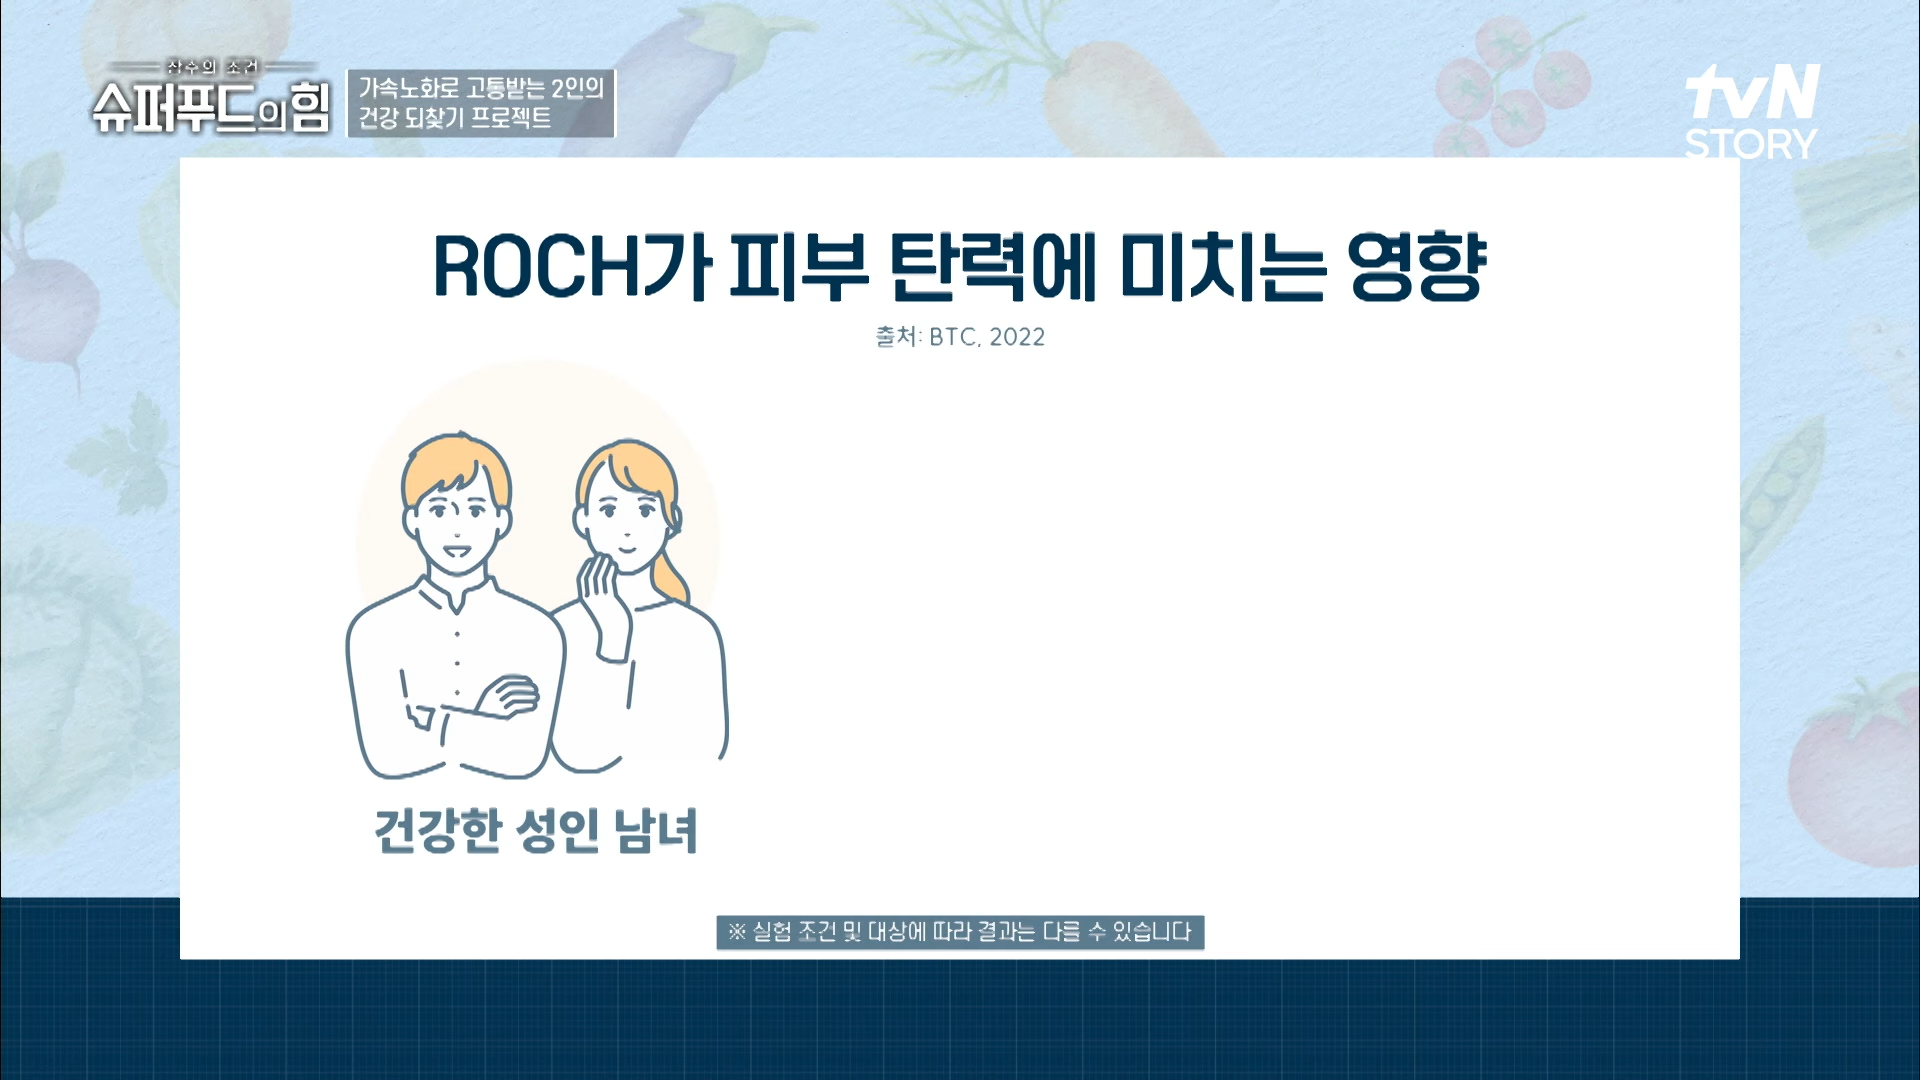 장수의 조건
슈퍼푸드의 힘
가속노화로 고통받는 2인의
건강 되찾기 프로젝트
tvN
STORY
ROCH가 피부 탄력에 미치는 영향
출처: BTC, 2022
건강한 성인 남녀
※ 실험 조건 및 대상에 따라 결과는 다를 수 있습니다